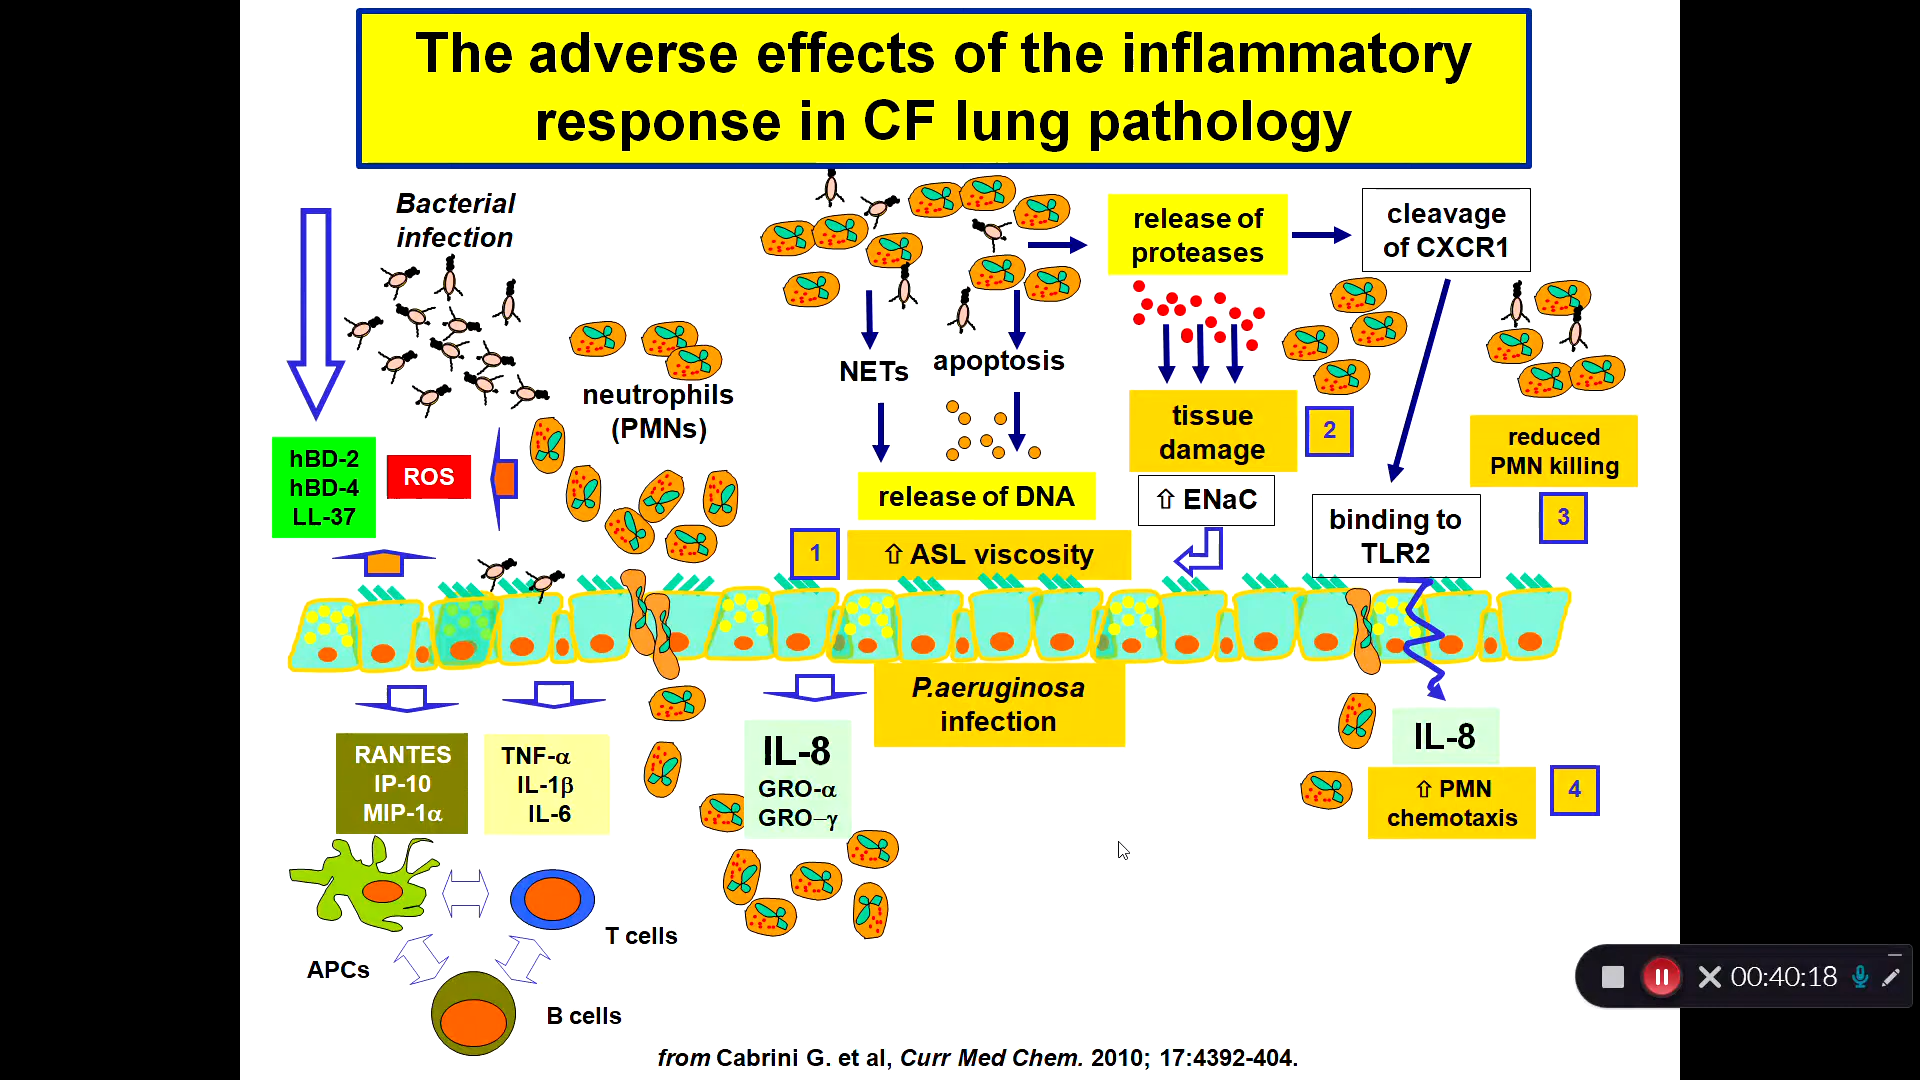 The adverse effects of the inflammatory
response in CF lung pathology
Bacterial
infection
neutrophils
(PMNs)
hBD-2
hBD-4
LL-37
ROS
NETs
apoptosis
release of DNA
1
⇧ ASL viscosity
release of
proteases
cleavage
of CXCR1
tissue
damage
2
⇧ ENaC
reduced
PMN killing
3
binding to
TLR2
P.aeruginosa
infection
RANTES
IP-10
MIP-1α
TNF-α
IL-1β
IL-6
IL-8
GRO-α
GRO–γ
IL-8
⇧ PMN
chemotaxis
4
T cells
APCs
B cells
from Cabrini G. et al, Curr Med Chem. 2010; 17:4392-404.
00:40:18